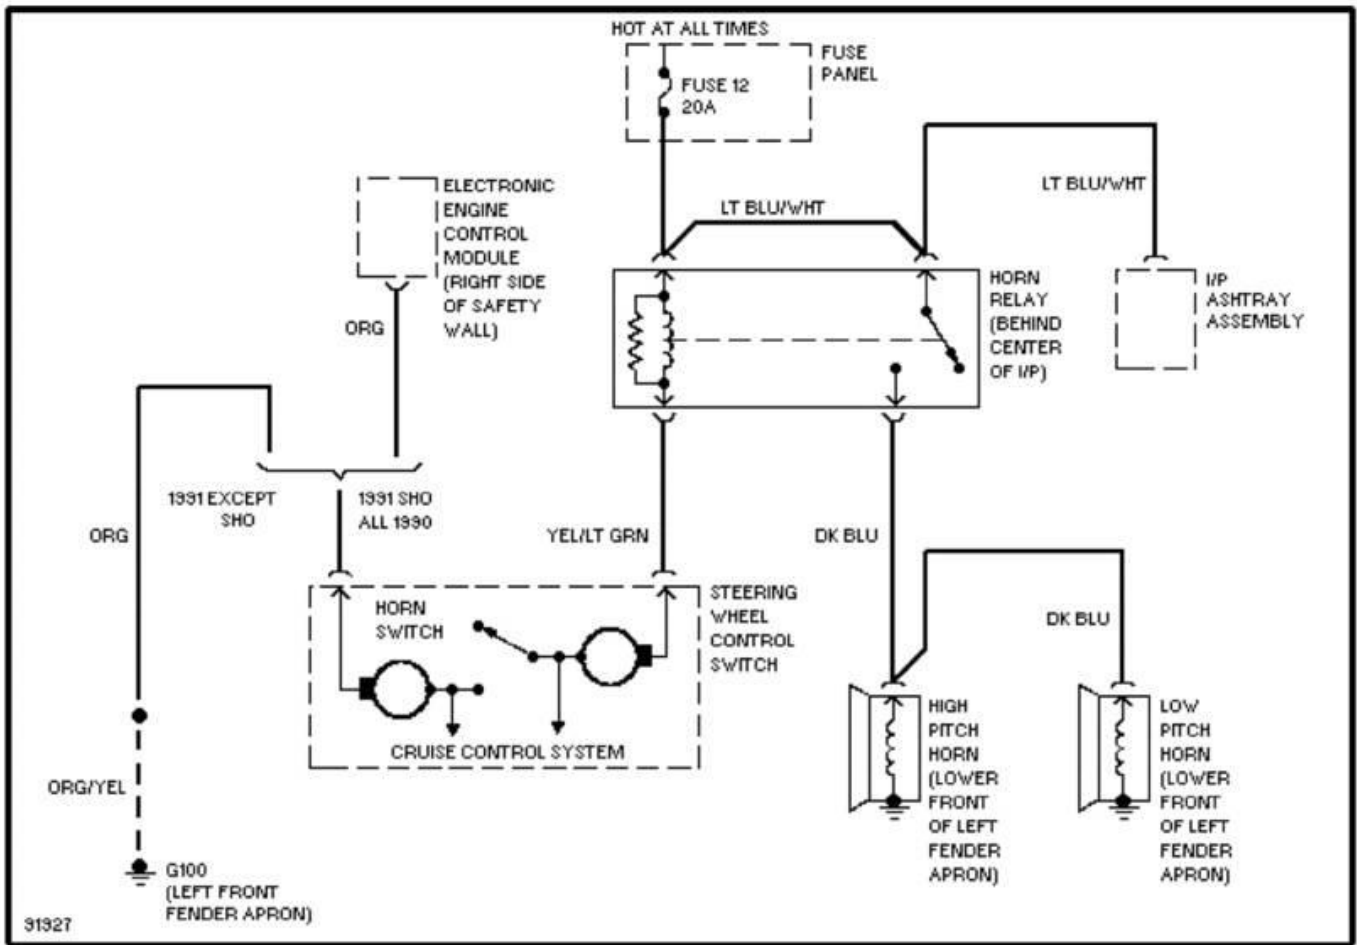 HOT AT ALL TIMES
FUSE
PANEL
FUSE 12
20A
ELECTRONIC
ENGINE
CONTROL
MODULE
(RIGHT SIDE
OF SAFETY
WALL)
ORG
LT BLU/WHT
LT BLU/WHT
HORN
RELAY
(BEHIND
CENTER
OF I/P)
I/P
ASHTRAY
ASSEMBLY
1991 EXCEPT
SHO
1991 SHO
ALL 1990
ORG
YEL/LT GRN
DK BLU
HORN
SWITCH
STEERING
WHEEL
CONTROL
SWITCH
CRUISE CONTROL SYSTEM
DK BLU
HIGH
PITCH
HORN
(LOWER
FRONT
OF LEFT
FENDER
APRON)
LOW
PITCH
HORN
(LOWER
FRONT
OF LEFT
FENDER
APRON)
ORG/YEL
G100
(LEFT FRONT
FENDER APRON)
91927